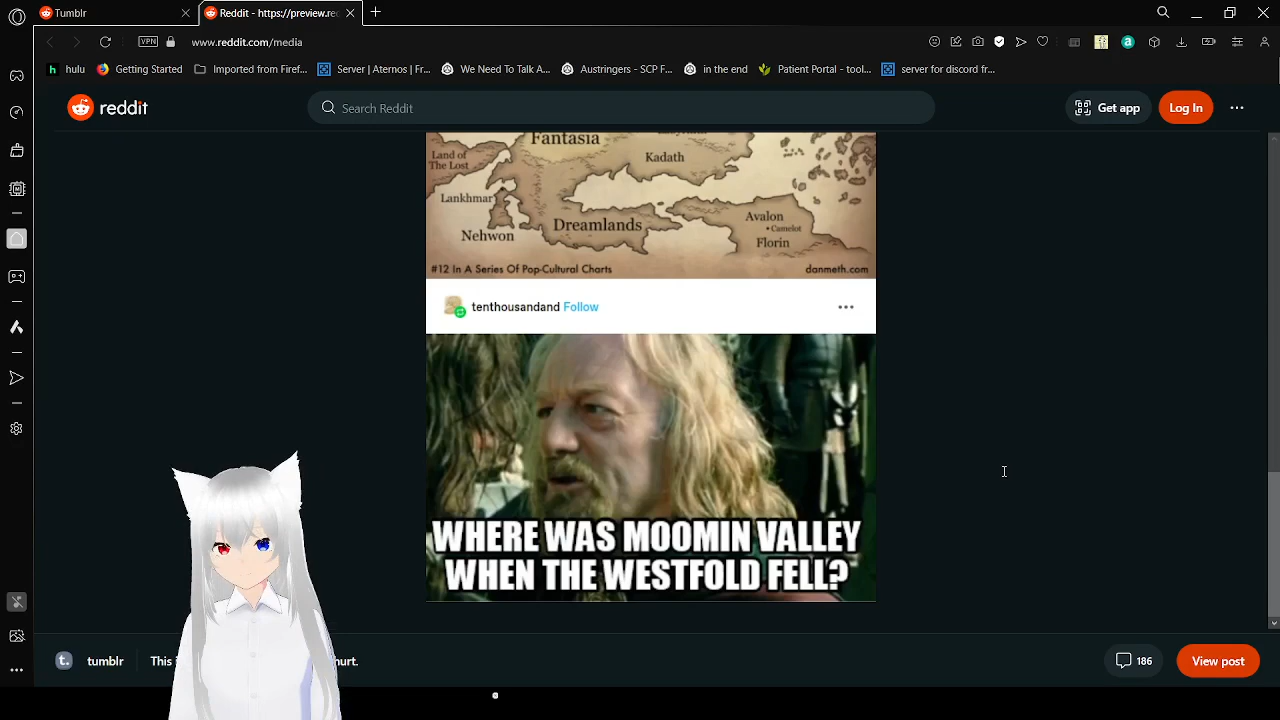 Tumblr
Reddit - https://preview.rec
VPN
www.reddit.com/media
hulu
Getting Started
Imported from Firef...
Server | Aternos | Fr...
We Need To Talk A...
Austringers - SCP F...
in the end
Patient Portal - tool...
server for discord fr...
reddit
Search Reddit
Get app
Log In
Fantasia
Land of
The Lost
Kadath
Lankhmar
Dreamlands
Avalon
Camelot
Nehwon
Florin
#12 In A Series Of Pop-Cultural Charts
danmeth.com
tenthousandand Follow
WHERE WAS MOOMIN VALLEY
WHEN THE WESTFOLD FELL?
tumblr
This
hurt.
186
View post